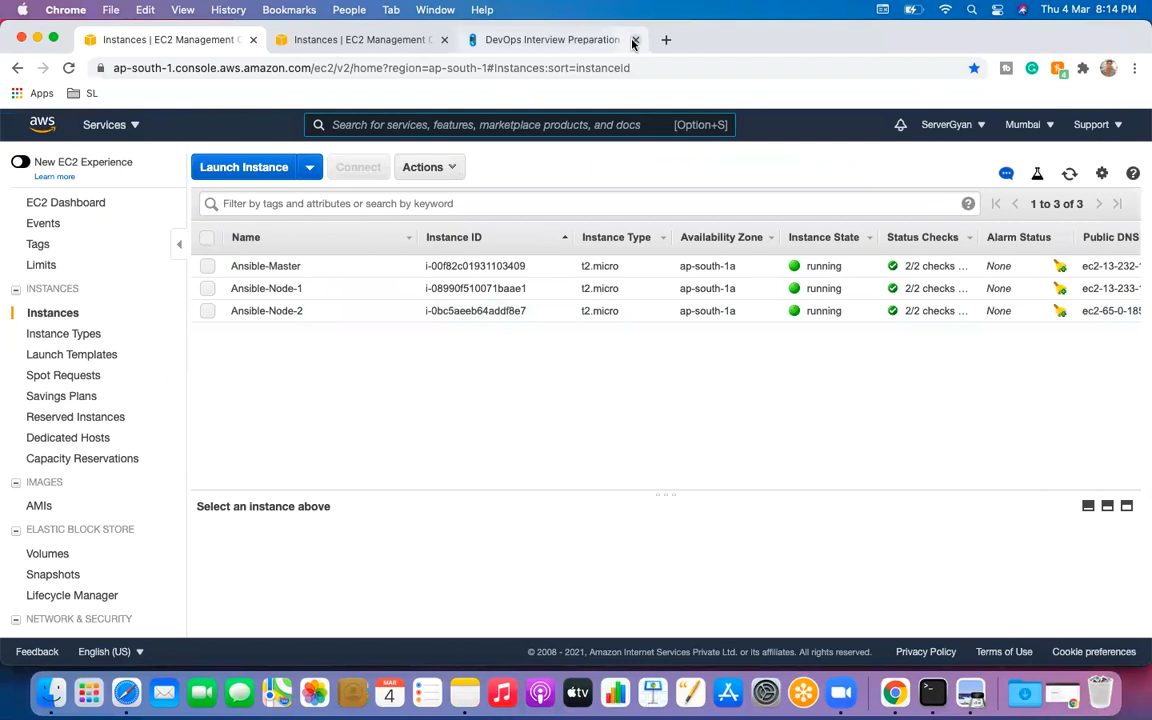 Chrome File Edit View History Bookmarks People Tab Window Help Thu 4 Mar 8:14 PM
Instances | EC2 Management C Instances | EC2 Management C DevOps Interview Preparation
ap-south-1.console.aws.amazon.com/ec2/v2/home?region=ap-south-1#Instances:sort=instanceId
Apps SL
aws Services Search for services, features, marketplace products, and docs [Option+S] ServerGyan Mumbai Support
New EC2 Experience
Learn more
Launch Instance Connect Actions
EC2 Dashboard
Events
Tags
Limits
INSTANCES
Instances
Instance Types
Launch Templates
Spot Requests
Savings Plans
Reserved Instances
Dedicated Hosts
Capacity Reservations
IMAGES
AMIs
ELASTIC BLOCK STORE
Volumes
Snapshots
Lifecycle Manager
NETWORK & SECURITY
Filter by tags and attributes or search by keyword 1 to 3 of 3
Name Instance ID Instance Type Availability Zone Instance State Status Checks Alarm Status Public DNS
Ansible-Master i-00f82c01931103409 t2.micro ap-south-1a running 2/2 checks ... None ec2-13-232-1
Ansible-Node-1 i-08990f510071baae1 t2.micro ap-south-1a running 2/2 checks ... None ec2-13-233-1
Ansible-Node-2 i-0bc5aeeb64addf8e7 t2.micro ap-south-1a running 2/2 checks ... None ec2-65-0-185
Select an instance above
Feedback English (US) © 2008 - 2021, Amazon Internet Services Private Ltd. or its affiliates. All rights reserved. Privacy Policy Terms of Use Cookie preferences
MAR
4
tv